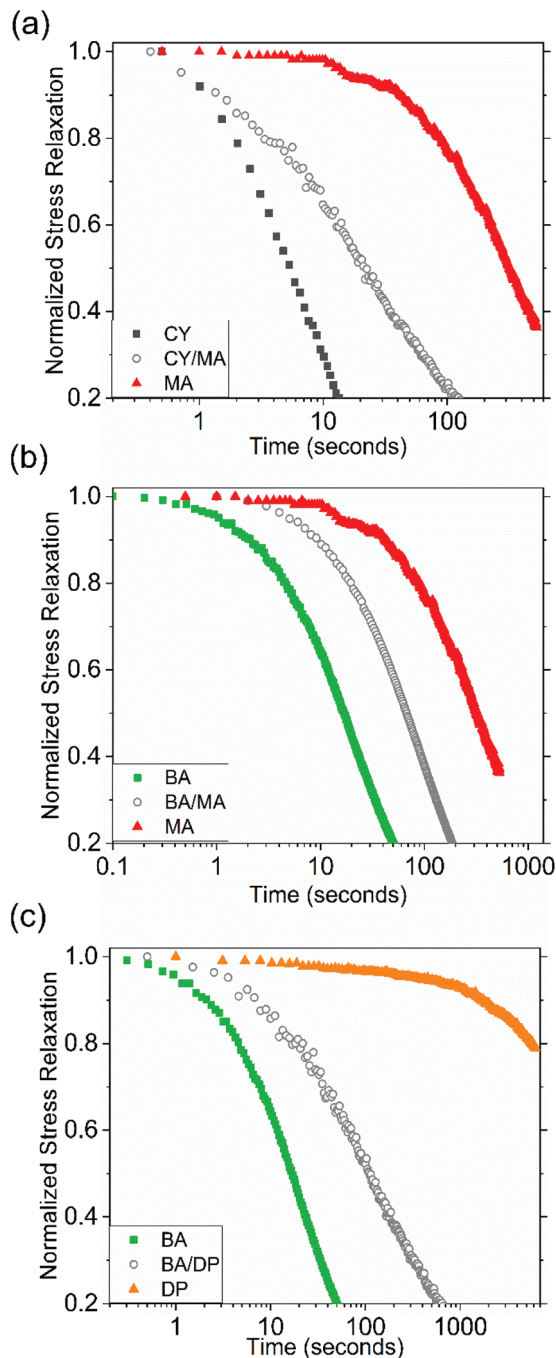 (a)
Normalized Stress Relaxation
1.0
0.8
0.6
0.4
0.2
CY
CY/MA
MA
1 10 100
Time (seconds)
(b)
Normalized Stress Relaxation
1.0
0.8
0.6
0.4
0.2
BA
BA/MA
MA
0.1 1 10 100 1000
Time (seconds)
(c)
Normalized Stress Relaxation
1.0
0.8
0.6
0.4
0.2
BA
BA/DP
DP
1 10 100 1000
Time (seconds)